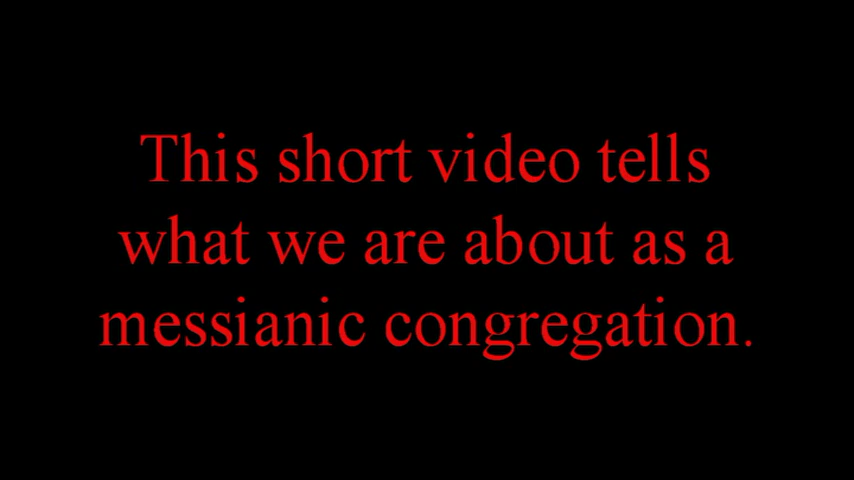 This short video tells
what we are about as a
messianic congregation.